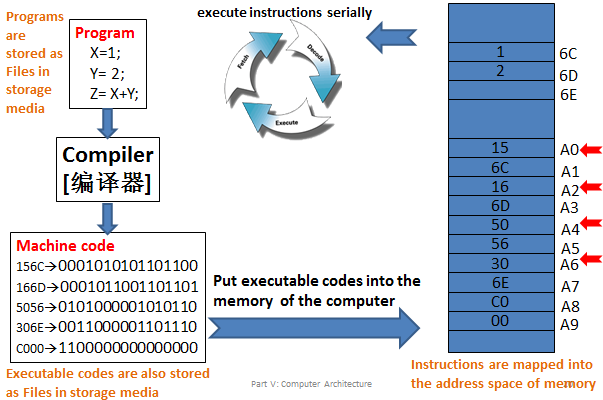 Programs
are
stored as
Files in
storage
media
Program
X=1;
Y= 2;
Z= X+Y;
Compiler
[编译器]
Machine code
156C→0001010101101100
166D→0001011001101101
5056→0101000001010110
306E→0011000001101110
C000→1100000000000000
Executable codes are also stored
as Files in storage media
execute instructions serially
Fetch
Decode
Execute
Put executable codes into the
memory of the computer
Part V: Computer Architecture
1 6C
2 6D
6E
15 A0
6C A1
16 A2
6D A3
50 A4
56 A5
30 A6
6E A7
C0 A8
00 A9
Instructions are mapped into
the address space of memory